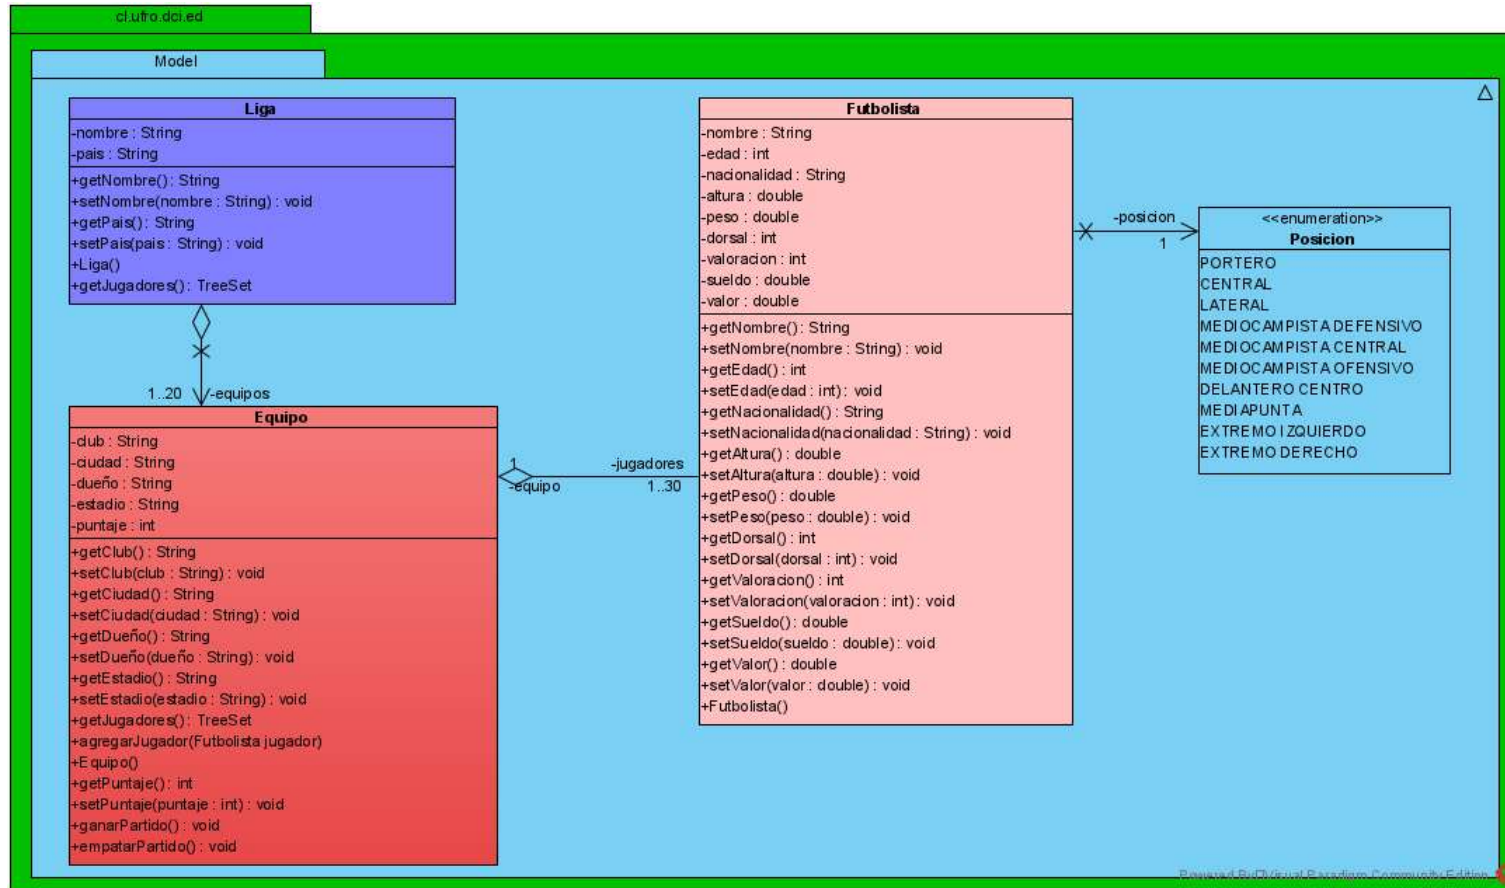 cl.ufro.dci.ed
Model
Liga
-nombre : String
-pais : String
+getNombre() : String
+setNombre(nombre : String) : void
+getPais() : String
+setPais(pais : String) : void
+Liga()
+getJugadores() : TreeSet
1..20
-equipos
Equipo
-club : String
-ciudad : String
-dueño : String
-estadio : String
-puntaje : int
+getClub() : String
+setClub(club : String) : void
+getCiudad() : String
+setCiudad(ciudad : String) : void
+getDueño() : String
+setDueño(dueño : String) : void
+getEstadio() : String
+setEstadio(estadio : String) : void
+getJugadores() : TreeSet
+agregarJugador(Futbolista jugador)
+Equipo()
+getPuntaje() : int
+setPuntaje(puntaje : int) : void
+ganarPartido() : void
+empatarPartido() : void
1
-equipo
-jugadores
1..30
Futbolista
-nombre : String
-edad : int
-nacionalidad : String
-altura : double
-peso : double
-dorsal : int
-valoracion : int
-sueldo : double
-valor : double
+getNombre() : String
+setNombre(nombre : String) : void
+getEdad() : int
+setEdad(edad : int) : void
+getNacionalidad() : String
+setNacionalidad(nacionalidad : String) : void
+getAltura() : double
+setAltura(altura : double) : void
+getPeso() : double
+setPeso(peso : double) : void
+getDorsal() : int
+setDorsal(dorsal : int) : void
+getValoracion() : int
+setValoracion(valoracion : int) : void
+getSueldo() : double
+setSueldo(sueldo : double) : void
+getValor() : double
+setValor(valor : double) : void
+Futbolista()
-posicion
1
<<enumeration>>
Posicion
PORTERO
CENTRAL
LATERAL
MEDIOCAMPISTA DEFENSIVO
MEDIOCAMPISTA CENTRAL
MEDIOCAMPISTA OFENSIVO
DELANTERO CENTRO
MEDIAPUNTA
EXTREMO IZQUIERDO
EXTREMO DERECHO
Powered By Visual Paradigm Community Edition